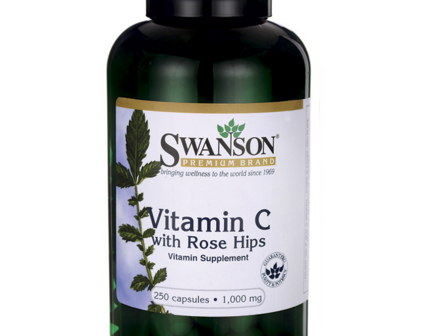 SWANSON®
PREMIUM BRAND
bringing wellness to the world since 1969
Vitamin C
with Rose Hips
Vitamin Supplement
250 capsules • 1,000 mg